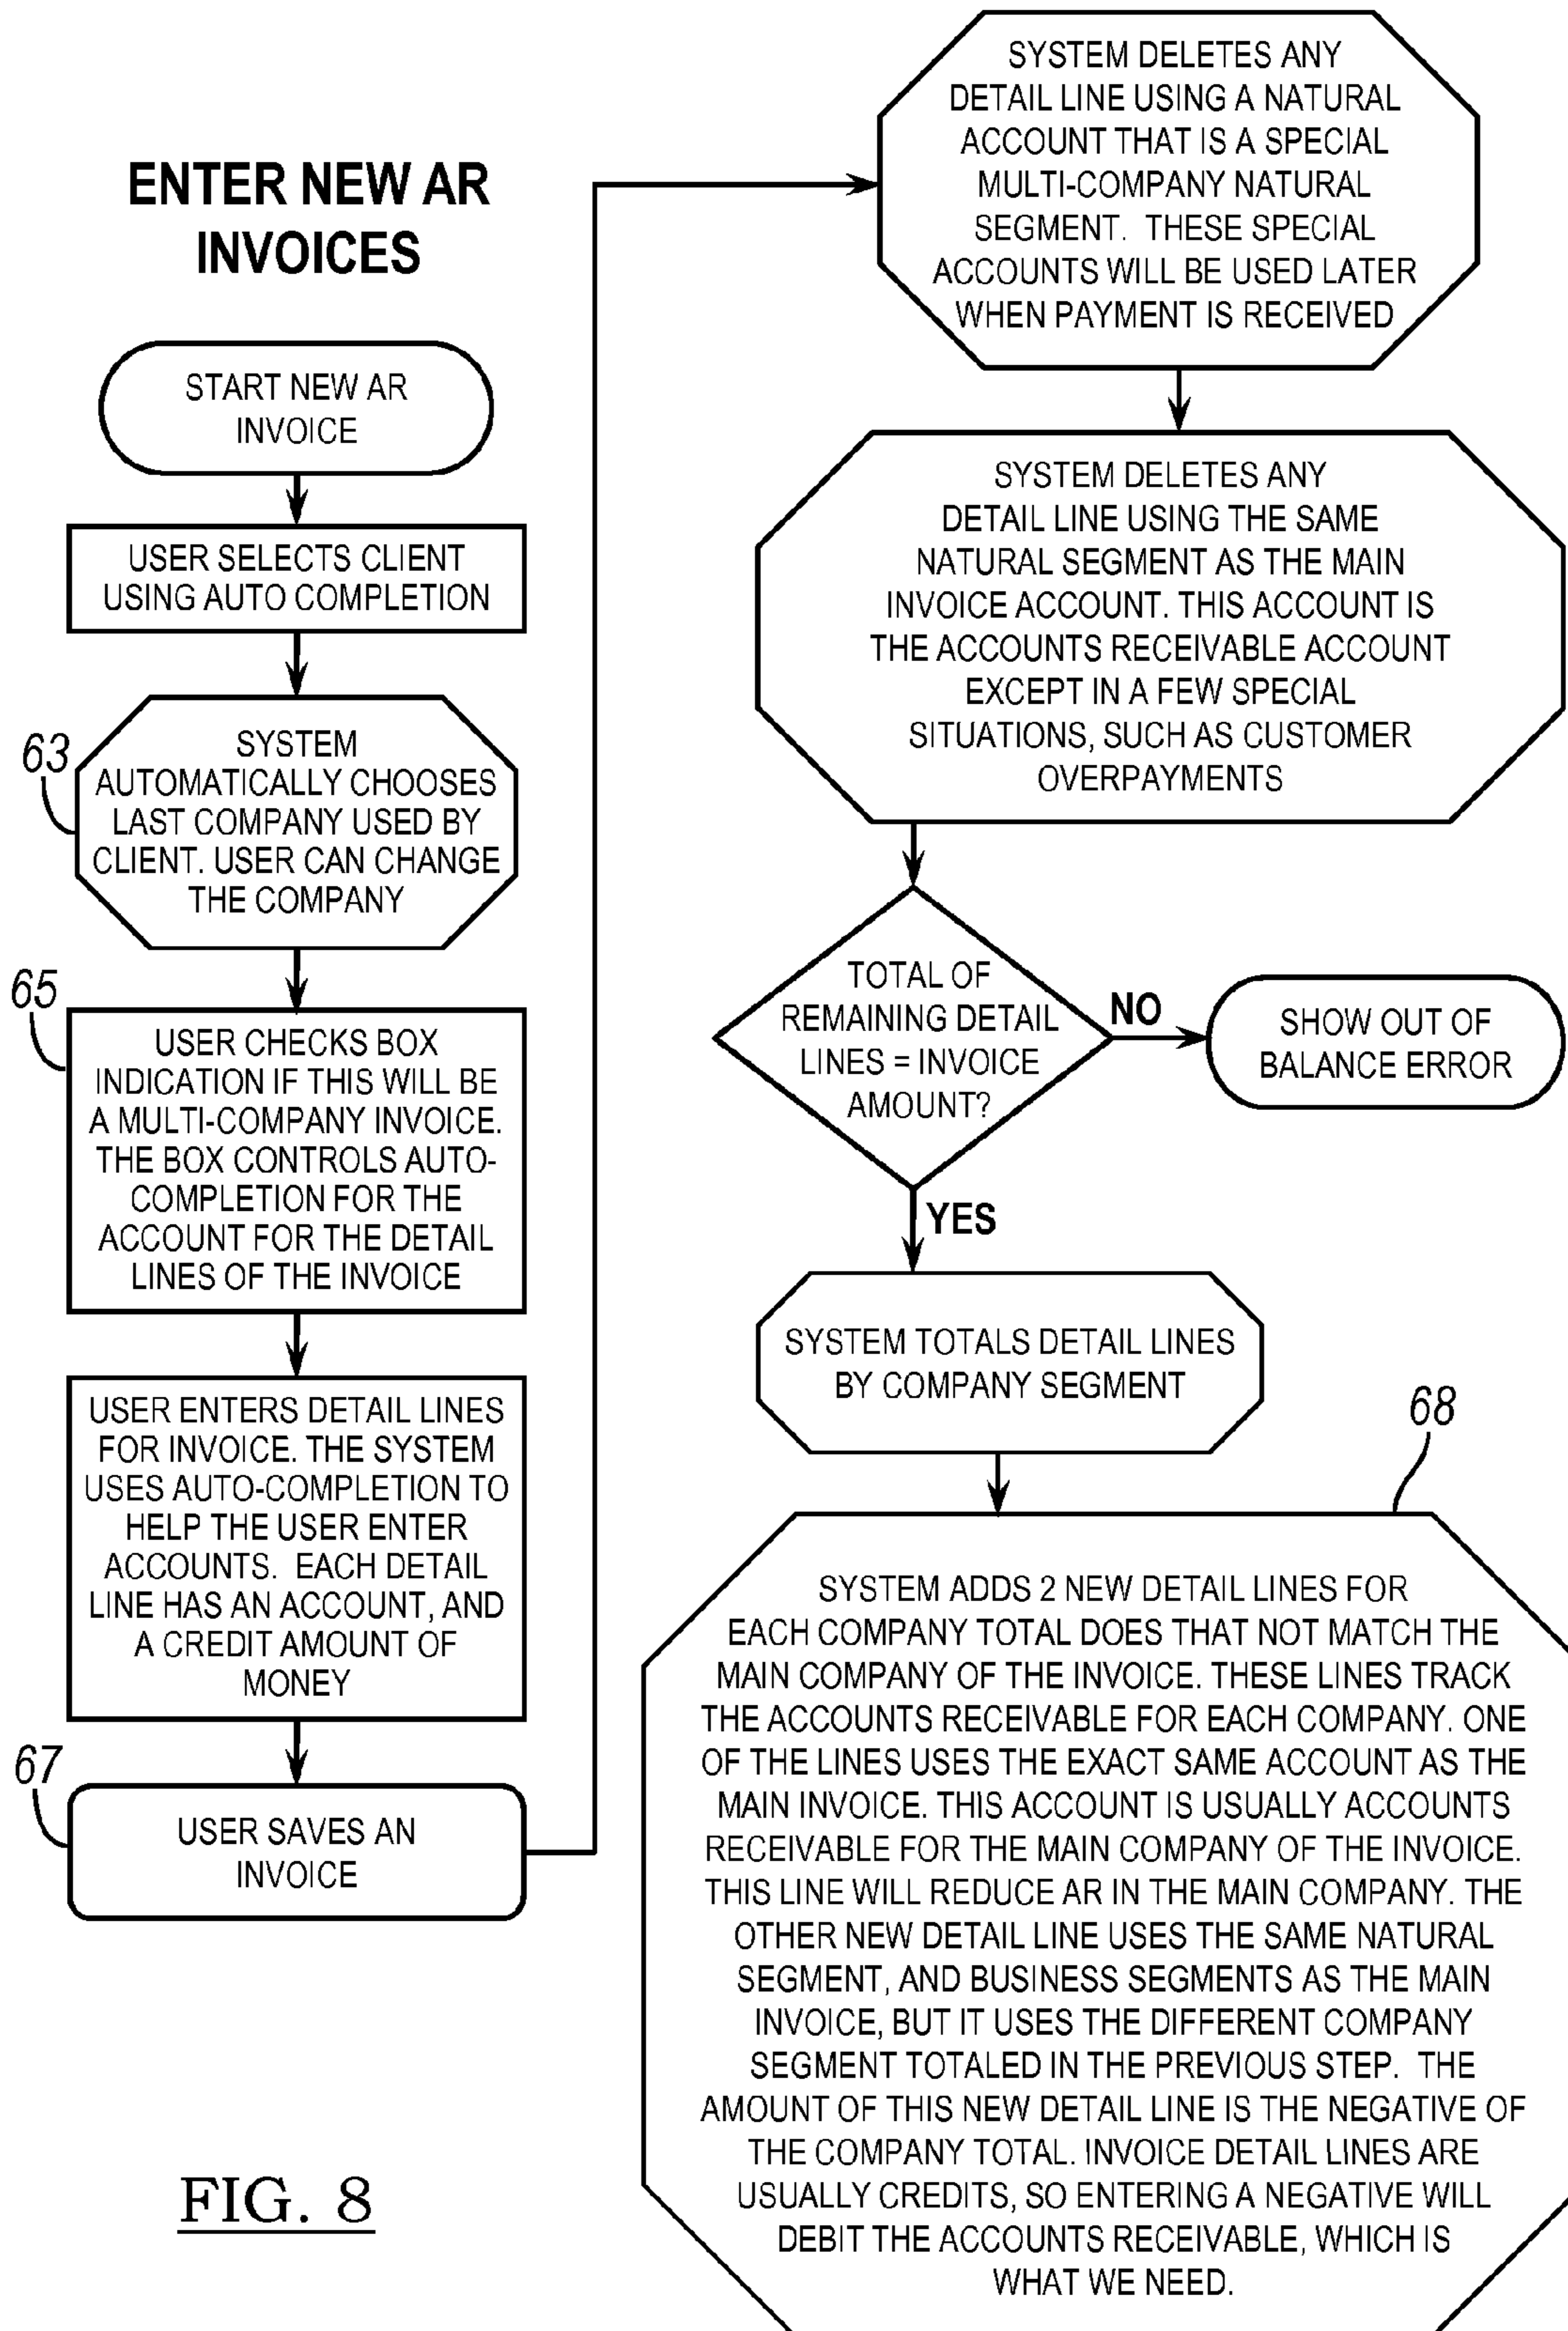 ENTER NEW AR
INVOICES
START NEW AR
INVOICE
USER SELECTS CLIENT
USING AUTO COMPLETION
63
SYSTEM
AUTOMATICALLY CHOOSES
LAST COMPANY USED BY
CLIENT. USER CAN CHANGE
THE COMPANY
65
USER CHECKS BOX
INDICATION IF THIS WILL BE
A MULTI-COMPANY INVOICE.
THE BOX CONTROLS AUTO-
COMPLETION FOR THE
ACCOUNT FOR THE DETAIL
LINES OF THE INVOICE
USER ENTERS DETAIL LINES
FOR INVOICE. THE SYSTEM
USES AUTO-COMPLETION TO
HELP THE USER ENTER
ACCOUNTS. EACH DETAIL
LINE HAS AN ACCOUNT, AND
A CREDIT AMOUNT OF
MONEY
67
USER SAVES AN
INVOICE
SYSTEM DELETES ANY
DETAIL LINE USING A NATURAL
ACCOUNT THAT IS A SPECIAL
MULTI-COMPANY NATURAL
SEGMENT. THESE SPECIAL
ACCOUNTS WILL BE USED LATER
WHEN PAYMENT IS RECEIVED
SYSTEM DELETES ANY
DETAIL LINE USING THE SAME
NATURAL SEGMENT AS THE MAIN
INVOICE ACCOUNT. THIS ACCOUNT IS
THE ACCOUNTS RECEIVABLE ACCOUNT
EXCEPT IN A FEW SPECIAL
SITUATIONS, SUCH AS CUSTOMER
OVERPAYMENTS
TOTAL OF
REMAINING DETAIL
LINES = INVOICE
AMOUNT?
NO
SHOW OUT OF
BALANCE ERROR
YES
SYSTEM TOTALS DETAIL LINES
BY COMPANY SEGMENT
68
SYSTEM ADDS 2 NEW DETAIL LINES FOR
EACH COMPANY TOTAL DOES THAT NOT MATCH THE
MAIN COMPANY OF THE INVOICE. THESE LINES TRACK
THE ACCOUNTS RECEIVABLE FOR EACH COMPANY. ONE
OF THE LINES USES THE EXACT SAME ACCOUNT AS THE
MAIN INVOICE. THIS ACCOUNT IS USUALLY ACCOUNTS
RECEIVABLE FOR THE MAIN COMPANY OF THE INVOICE.
THIS LINE WILL REDUCE AR IN THE MAIN COMPANY. THE
OTHER NEW DETAIL LINE USES THE SAME NATURAL
SEGMENT, AND BUSINESS SEGMENTS AS THE MAIN
INVOICE, BUT IT USES THE DIFFERENT COMPANY
SEGMENT TOTALED IN THE PREVIOUS STEP. THE
AMOUNT OF THIS NEW DETAIL LINE IS THE NEGATIVE OF
THE COMPANY TOTAL. INVOICE DETAIL LINES ARE
USUALLY CREDITS, SO ENTERING A NEGATIVE WILL
DEBIT THE ACCOUNTS RECEIVABLE, WHICH IS
WHAT WE NEED.
FIG. 8